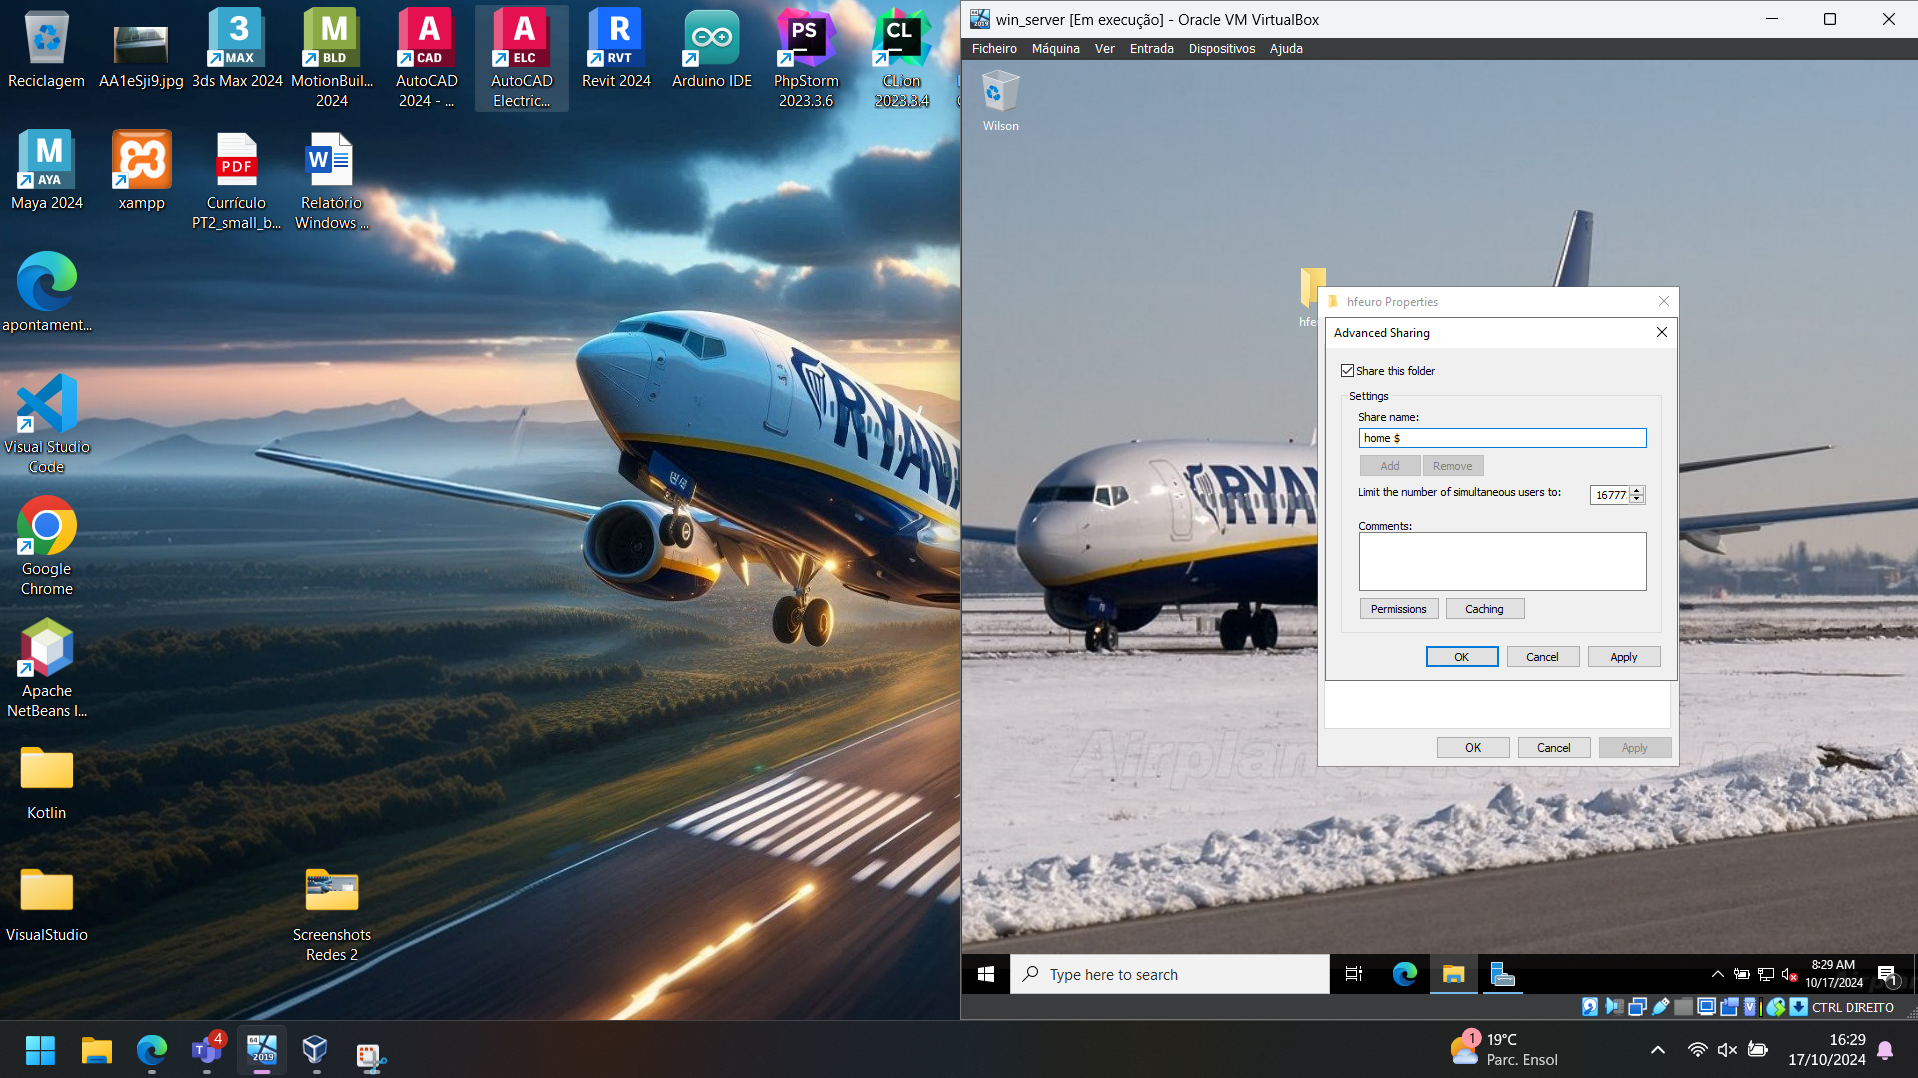 Reciclagem
AA1eSji9.jpg
3
MAX
3ds Max 2024
M
BLD
MotionBuil...
2024
A
CAD
AutoCAD
2024 - ...
A
ELC
AutoCAD
Electric...
R
RVT
Revit 2024
Arduino IDE
PS
PhpStorm
2023.3.6
CL
CLion
2023.3.4
M
AYA
Maya 2024
xampp
PDF
Currículo
PT2_small_b...
W
Relatório
Windows ...
apontament...
Visual Studio
Code
Google
Chrome
Apache
NetBeans I...
Kotlin
VisualStudio
Screenshots
Redes 2
RYAN
win_server [Em execução] - Oracle VM VirtualBox
Ficheiro Máquina Ver Entrada Dispositivos Ajuda
Wilson
hfe
RYAN
hfeuro Properties
Advanced Sharing
Share this folder
Settings
Share name:
home $
Add Remove
Limit the number of simultaneous users to: 16777
Comments:
Permissions Caching
OK Cancel Apply
OK Cancel Apply
Type here to search
8:29 AM
10/17/2024
1
CTRL DIREITO
4
64
2019
1
19°C
Parc. Ensol
16:29
17/10/2024